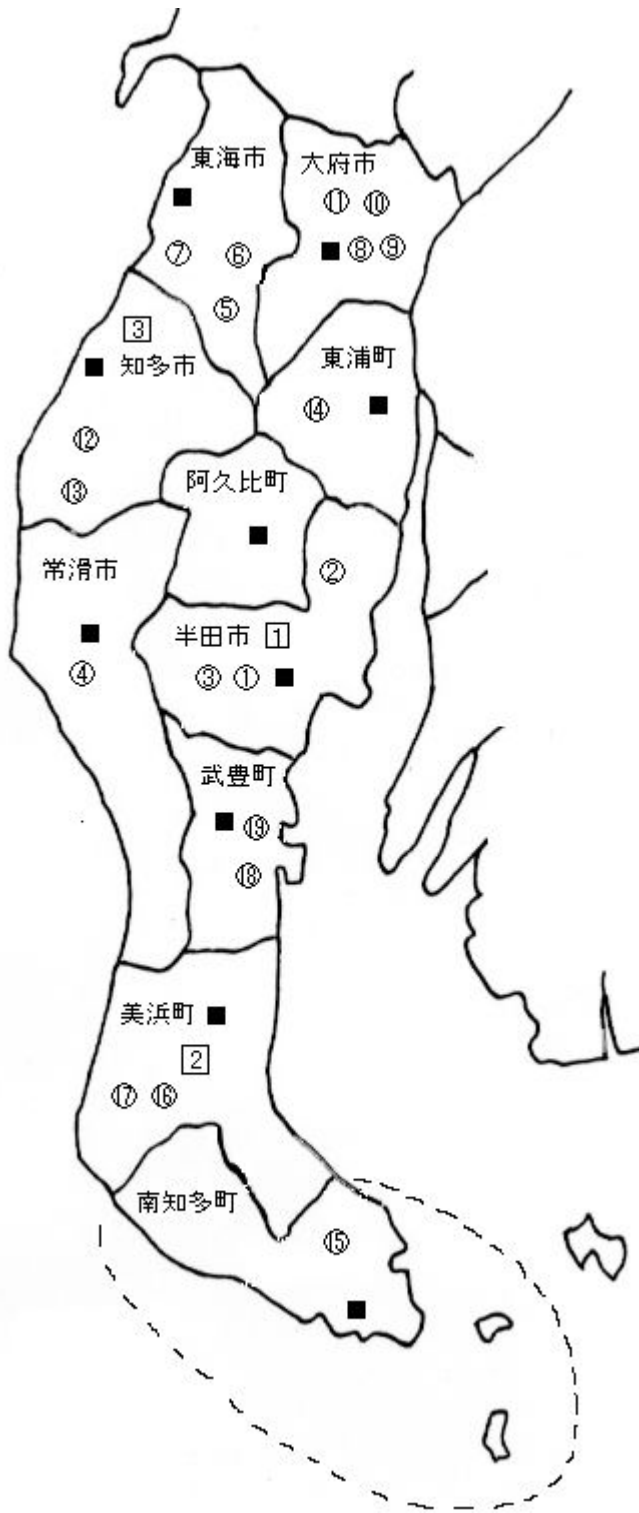 東海市
大府市
⑪ ⑩
⑦ ⑥
⑧ ⑨
⑤
3
知多市
東浦町
⑭
⑫
⑬
阿久比町
常滑市
②
半田市 1
④
③ ①
武豊町
⑲
⑱
美浜町
2
⑰ ⑯
南知多町
⑮